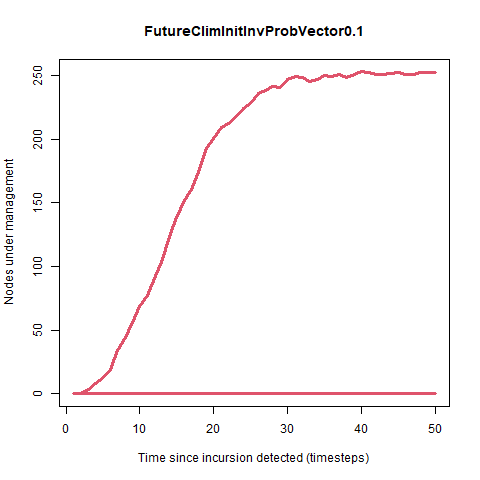 FutureClimInitInvProbVector0.1
Nodes under management
250
200
150
100
50
0
0 10 20 30 40 50
Time since incursion detected (timesteps)